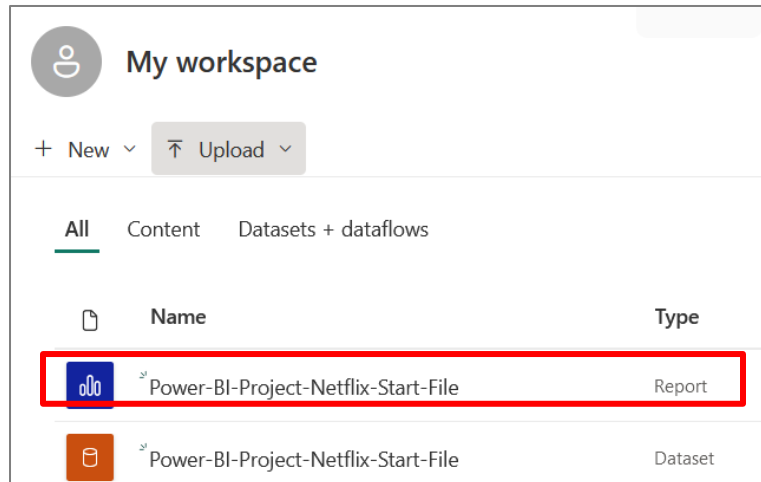 My workspace
+ New Upload
All Content Datasets + dataflows
Name Type
Power-BI-Project-Netflix-Start-File Report
Power-BI-Project-Netflix-Start-File Dataset